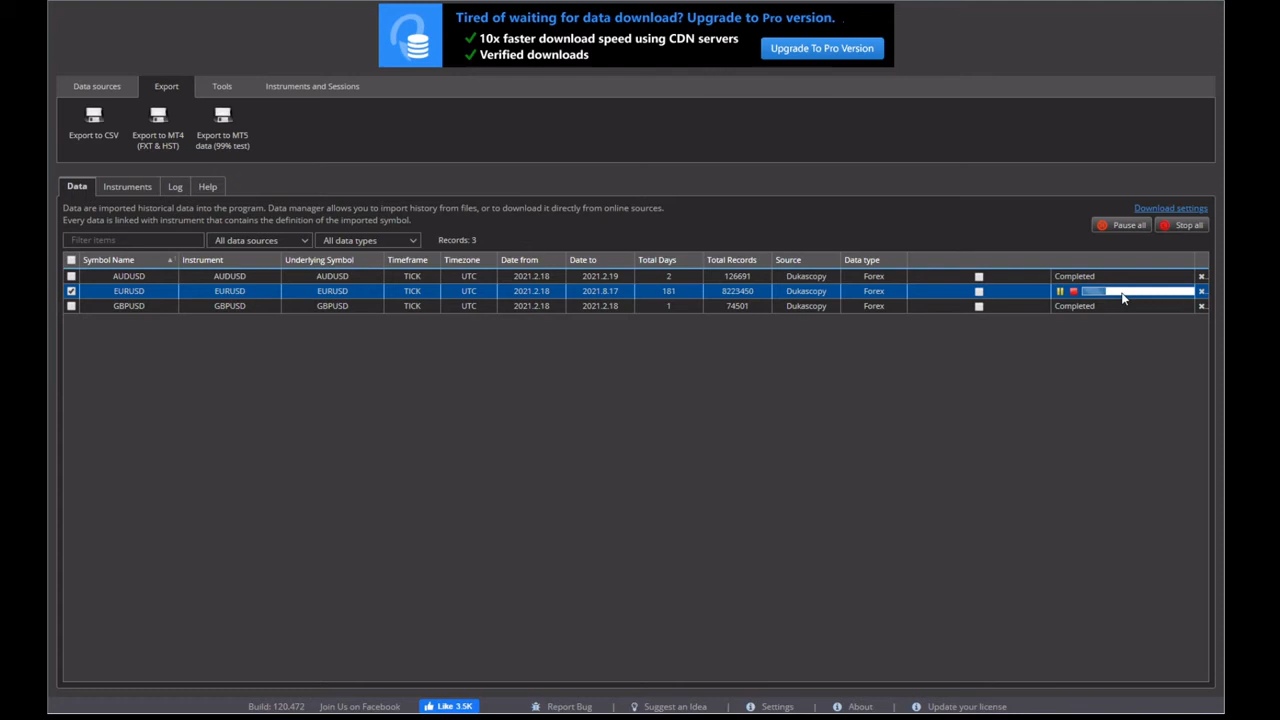 Tired of waiting for data download? Upgrade to Pro version.
10x faster download speed using CDN servers
Verified downloads
Upgrade To Pro Version
Data sources Export Tools Instruments and Sessions
Export to CSV Export to MT4 (FXT & HST) Export to MT5 data (99% test)
Data Instruments Log Help
Data are imported historical data into the program. Data manager allows you to import history from files, or to download it directly from online sources.
Download settings
Every data is linked with instrument that contains the definition of the imported symbol.
Pause all Stop all
Filter items All data sources All data types Records: 3
Symbol Name Instrument Underlying Symbol Timeframe Timezone Date from Date to Total Days Total Records Source Data type
AUDUSD AUDUSD AUDUSD TICK UTC 2021.2.18 2021.2.19 2 126691 Dukascopy Forex Completed
EURUSD EURUSD EURUSD TICK UTC 2021.2.18 2021.8.17 181 8223450 Dukascopy Forex
GBPUSD GBPUSD GBPUSD TICK UTC 2021.2.18 2021.2.18 1 74501 Dukascopy Forex Completed
Build: 120.472 Join Us on Facebook Like 3.5K Report Bug | Suggest an Idea | Settings | About | Update your license